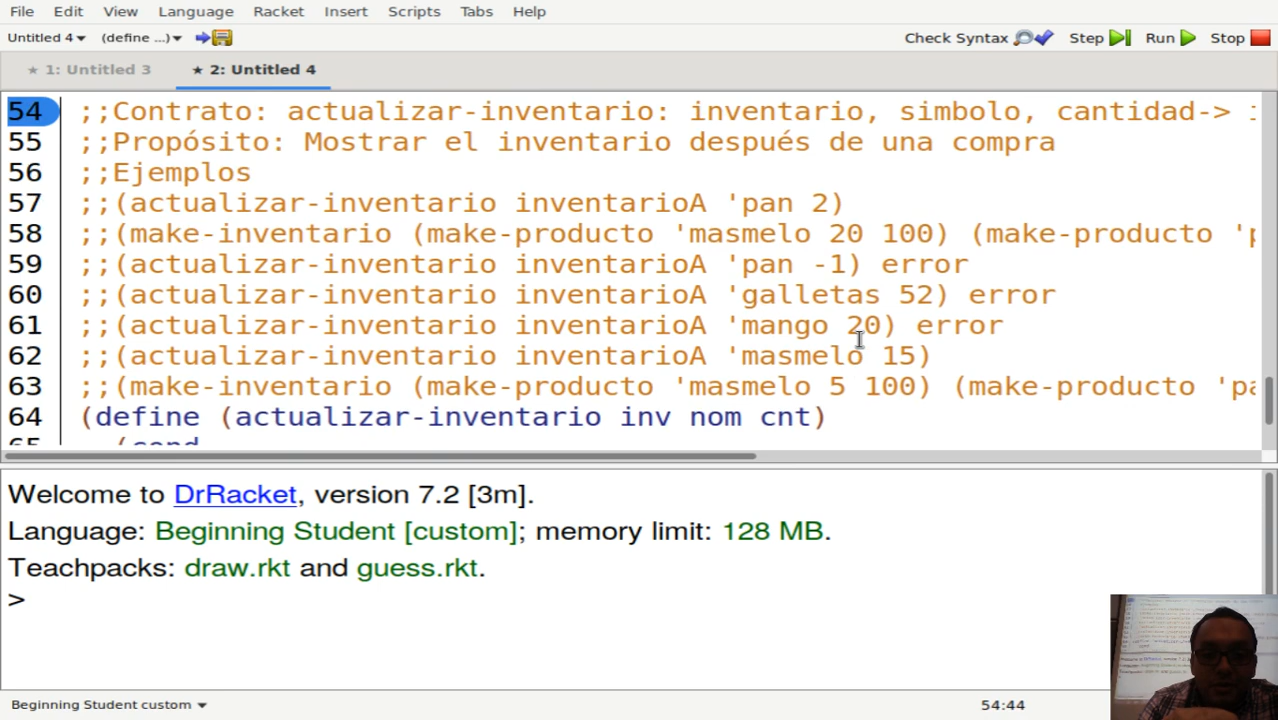 File Edit View Language Racket Insert Scripts Tabs Help
Untitled 4 (define ...) Check Syntax Step Run Stop
1: Untitled 3 2: Untitled 4
54 ;;Contrato: actualizar-inventario: inventario, simbolo, cantidad->
55 ;;Propósito: Mostrar el inventario después de una compra
56 ;;Ejemplos
57 ;;(actualizar-inventario inventarioA 'pan 2)
58 ;;(make-inventario (make-producto 'masmelo 20 100) (make-producto
59 ;;(actualizar-inventario inventarioA 'pan -1) error
60 ;;(actualizar-inventario inventarioA 'galletas 52) error
61 ;;(actualizar-inventario inventarioA 'mango 20) error
62 ;;(actualizar-inventario inventarioA 'masmelo 15)
63 ;;(make-inventario (make-producto 'masmelo 5 100) (make-producto 'pa
64 (define (actualizar-inventario inv nom cnt)
65 (cond
Welcome to DrRacket, version 7.2 [3m].
Language: Beginning Student [custom]; memory limit: 128 MB.
Teachpacks: draw.rkt and guess.rkt.
>
Beginning Student custom 54:44